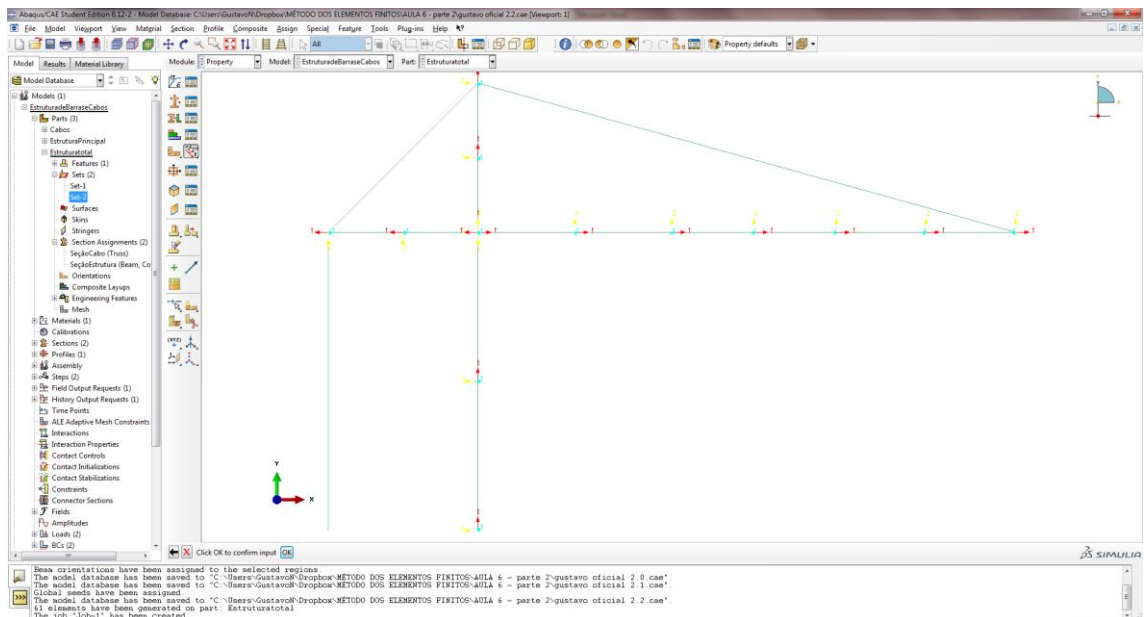 Abaqus/CAE Student Edition 6.12-2 - Model Database: C:\Users\GustavoN\Dropbox\MÉTODO DOS ELEMENTOS FINITOS\AULA 6 - parte 2\gustavo oficial 2.2.cae [Viewport: 1]
File Model Viewport View Material Section Profile Composite Assign Special Feature Tools Plug-ins Help
All
Property defaults
Model Results Material Library
Module: Property Model: EstruturadeBarraseCabos Part: Estruturatotal
Model Database
Models (1)
EstruturadeBarraseCabos
Parts (3)
Cabos
EstruturaPrincipal
Estruturatotal
Features (1)
Sets (2)
Set-1
Set-2
Surfaces
Skins
Stringers
Section Assignments (2)
SeçãoCabo (Truss)
SeçãoEstrutura (Beam, Co
Orientations
Composite Layups
Engineering Features
Mesh
Materials (1)
Calibrations
Sections (2)
Profiles (1)
Assembly
Steps (2)
Field Output Requests (1)
History Output Requests (1)
Time Points
ALE Adaptive Mesh Constraints
Interactions
Interaction Properties
Contact Controls
Contact Initializations
Contact Stabilizations
Constraints
Connector Sections
Fields
Amplitudes
Loads (2)
BCs (2)
Y
X
Click OK to confirm input OK
SIMULIA
Beam orientations have been assigned to the selected regions.
The model database has been saved to "C:\Users\GustavoN\Dropbox\MÉTODO DOS ELEMENTOS FINITOS\AULA 6 - parte 2\gustavo oficial 2.0.cae".
The model database has been saved to "C:\Users\GustavoN\Dropbox\MÉTODO DOS ELEMENTOS FINITOS\AULA 6 - parte 2\gustavo oficial 2.1.cae".
Global seeds have been assigned.
The model database has been saved to "C:\Users\GustavoN\Dropbox\MÉTODO DOS ELEMENTOS FINITOS\AULA 6 - parte 2\gustavo oficial 2.2.cae".
61 elements have been generated on part: Estruturatotal
The job "Job-1" has been created.